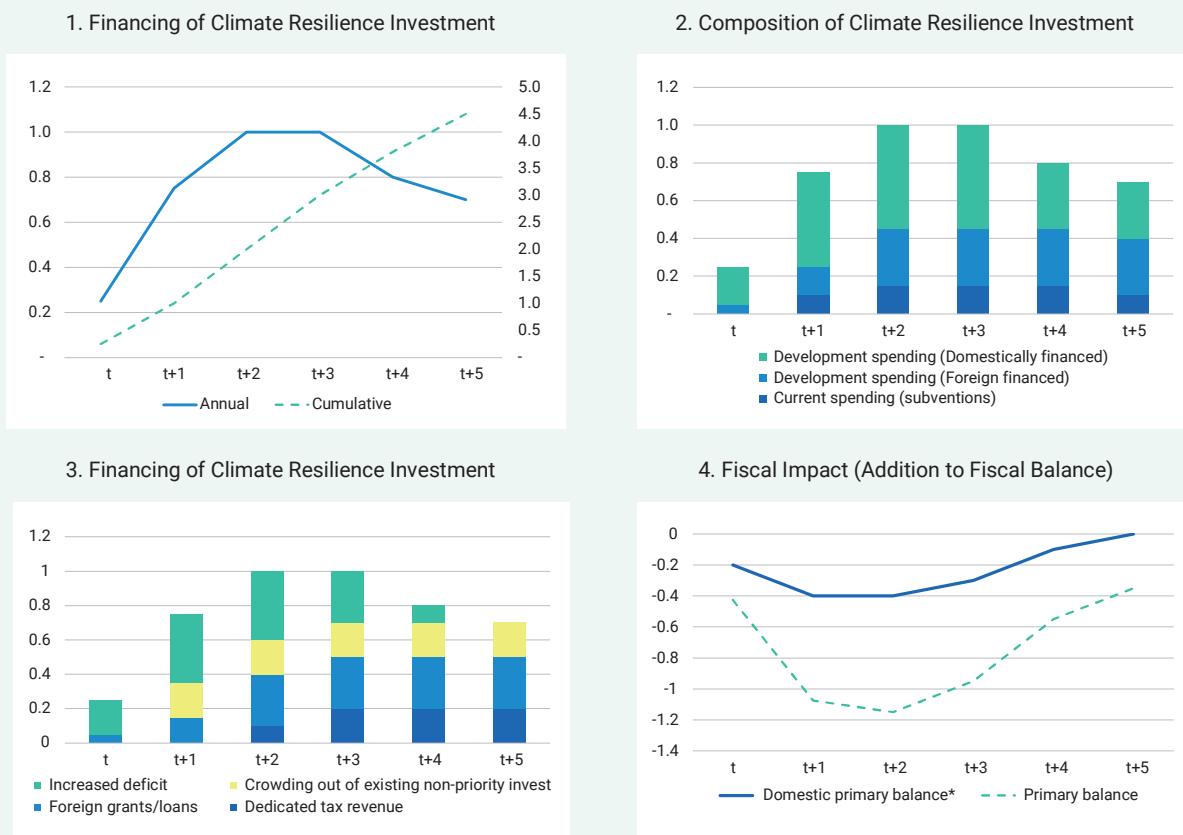 1. Financing of Climate Resilience Investment
1.2
1.0
0.8
0.6
0.4
0.2
-
5.0
4.5
4.0
3.5
3.0
2.5
2.0
1.5
1.0
0.5
-
t t+1 t+2 t+3 t+4 t+5
Annual Cumulative
2. Composition of Climate Resilience Investment
1.2
1.0
0.8
0.6
0.4
0.2
-
t t+1 t+2 t+3 t+4 t+5
Development spending (Domestically financed)
Development spending (Foreign financed)
Current spending (subventions)
3. Financing of Climate Resilience Investment
1.2
1
0.8
0.6
0.4
0.2
0
t t+1 t+2 t+3 t+4 t+5
Increased deficit Crowding out of existing non-priority invest
Foreign grants/loans Dedicated tax revenue
4. Fiscal Impact (Addition to Fiscal Balance)
0
-0.2
-0.4
-0.6
-0.8
-1
-1.2
-1.4
t t+1 t+2 t+3 t+4 t+5
Domestic primary balance* Primary balance